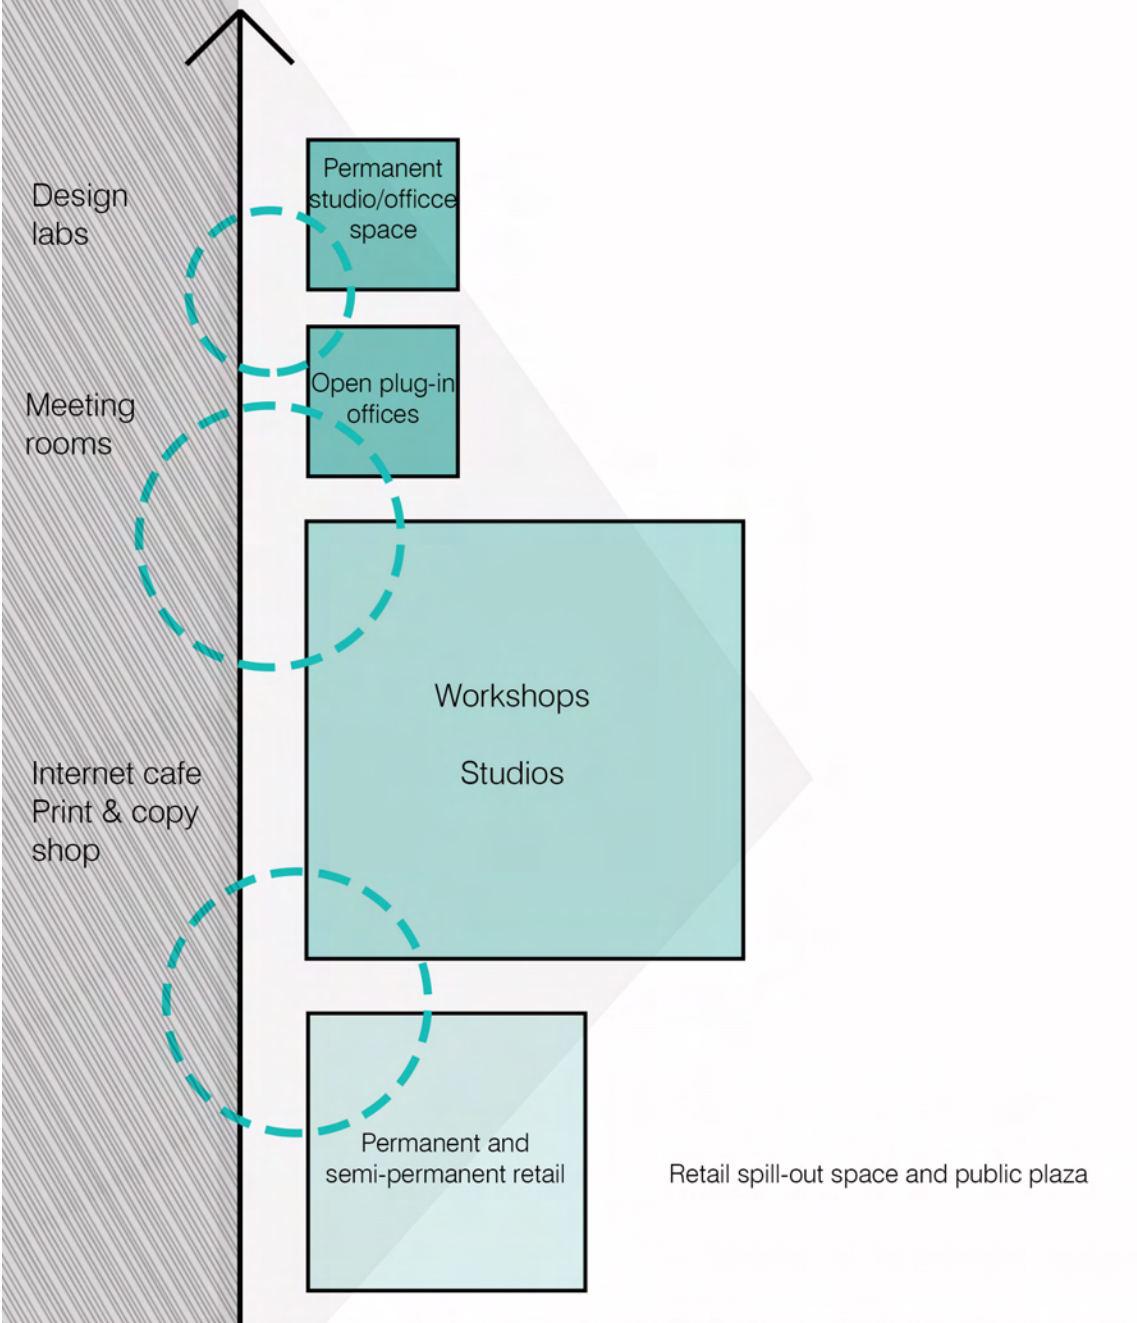 Permanent
studio/officce
space
Design
labs
Open plug-in
offices
Meeting
rooms
Workshops
Studios
Internet cafe
Print & copy
shop
Permanent and
semi-permanent retail
Retail spill-out space and public plaza